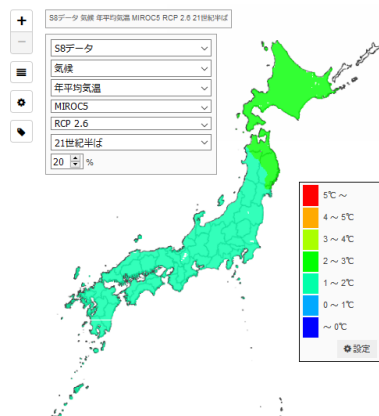 +
S8データ 気候 年平均気温 MIROC5 RCP 2.6 21世紀半ば
−
S8データ
気候
年平均気温
MIROC5
RCP 2.6
21世紀半ば
20 %
5℃ ～
4 ～ 5℃
3 ～ 4℃
2 ～ 3℃
1 ～ 2℃
0 ～ 1℃
～ 0℃
設定